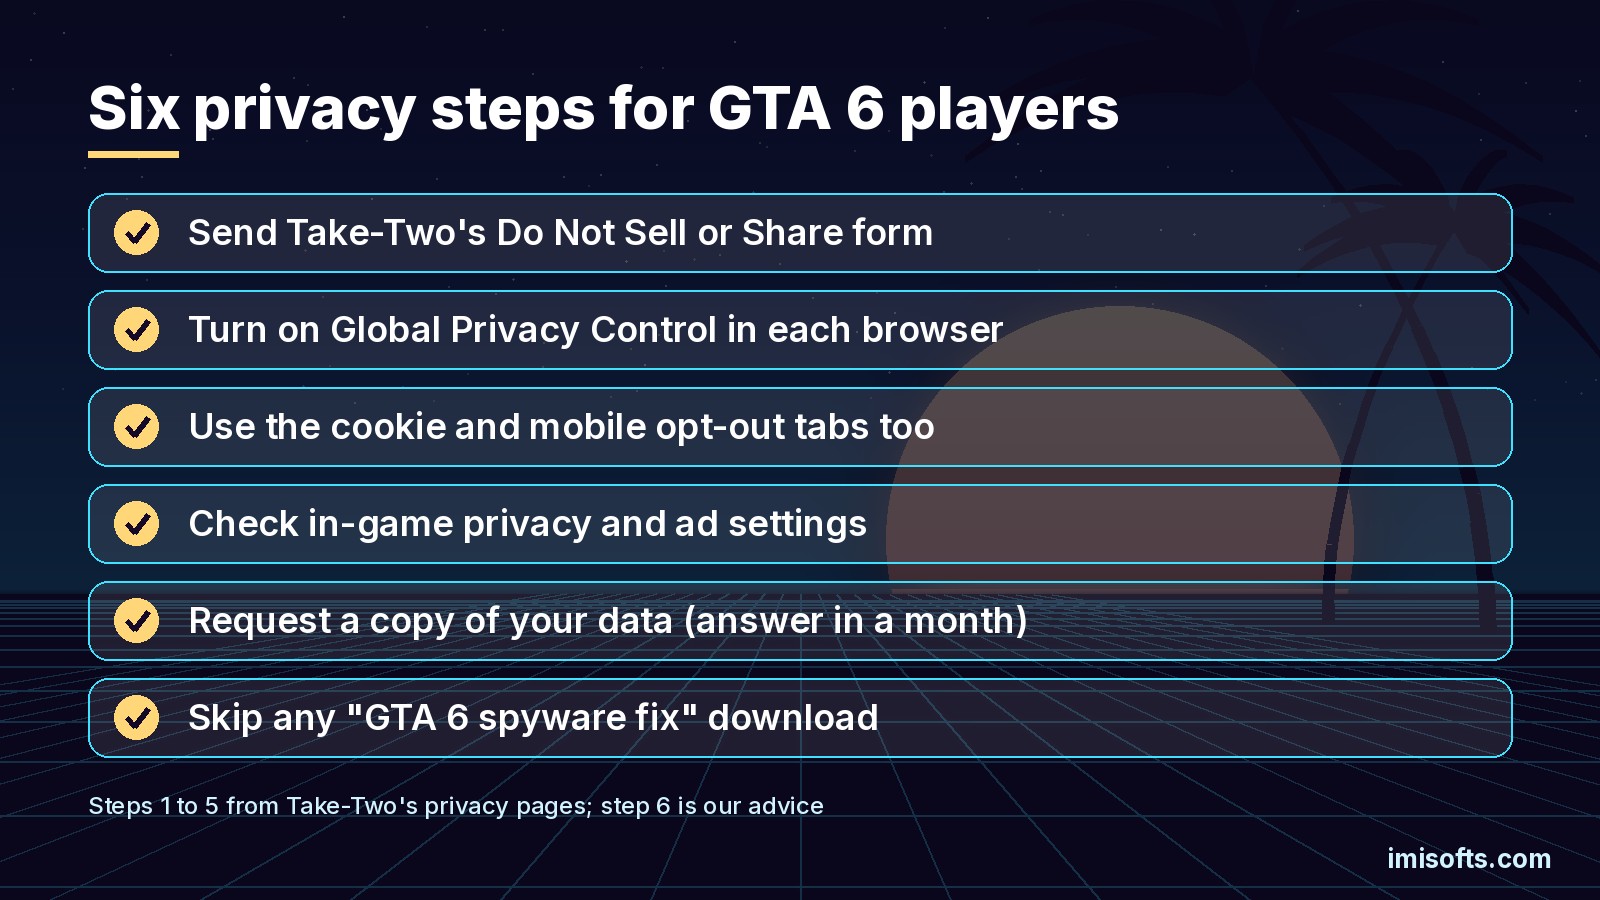 Six privacy steps for GTA 6 players
Send Take-Two's Do Not Sell or Share form
Turn on Global Privacy Control in each browser
Use the cookie and mobile opt-out tabs too
Check in-game privacy and ad settings
Request a copy of your data (answer in a month)
Skip any "GTA 6 spyware fix" download
Steps 1 to 5 from Take-Two's privacy pages; step 6 is our advice
imisofts.com